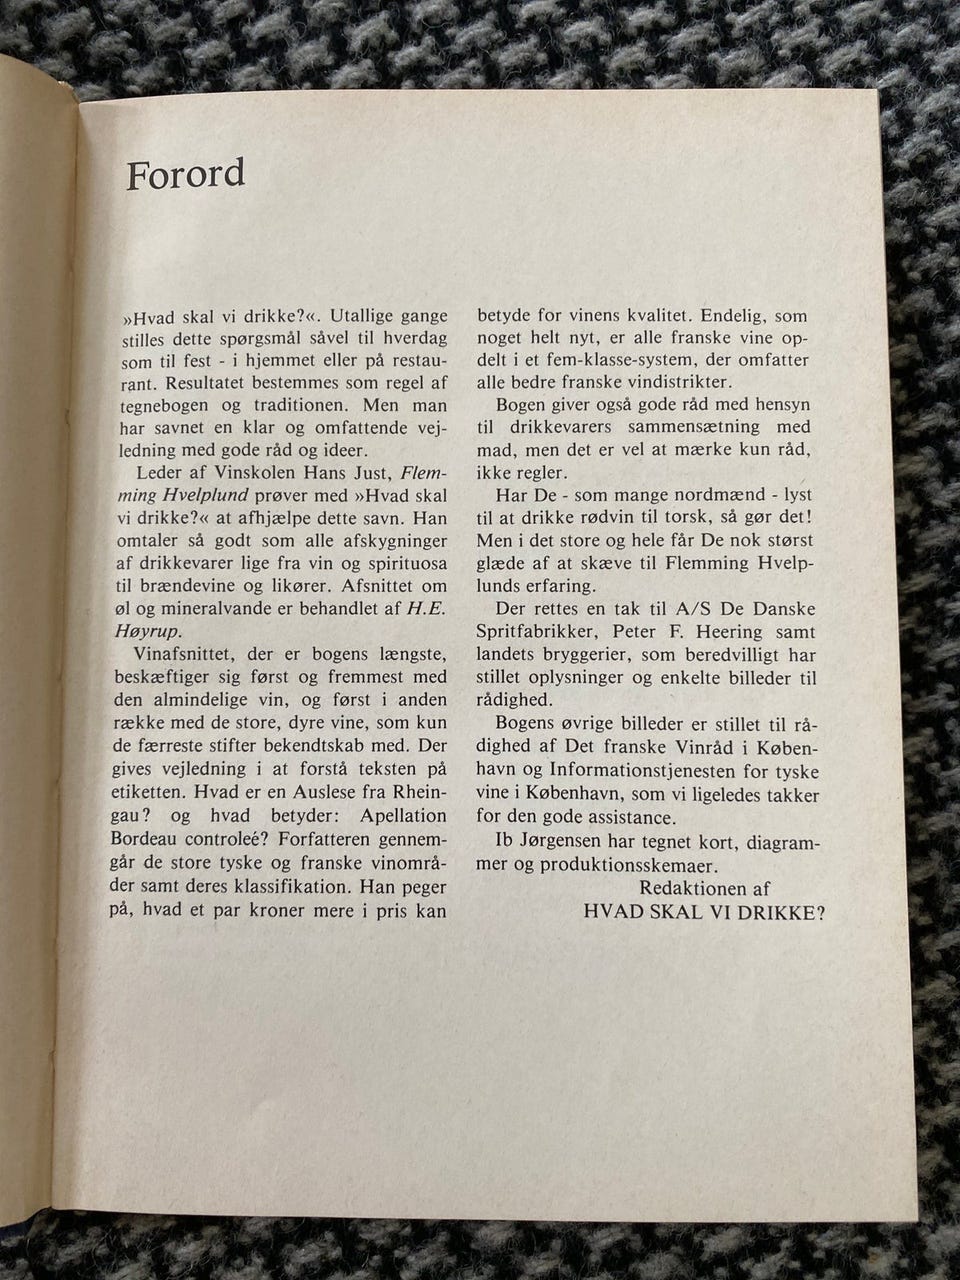 Forord
»Hvad skal vi drikke?«. Utallige gange
stilles dette spørgsmål såvel til hverdag
som til fest - i hjemmet eller på restau-
rant. Resultatet bestemmes som regel af
tegnebogen og traditionen. Men man
har savnet en klar og omfattende vej-
ledning med gode råd og ideer.
Leder af Vinskolen Hans Just, Flem-
ming Hvelplund prøver med »Hvad skal
vi drikke?« at afhjælpe dette savn. Han
omtaler så godt som alle afskygninger
af drikkevarer lige fra vin og spirituosa
til brændevine og likører. Afsnittet om
øl og mineralvande er behandlet af H.E.
Høyrup.
Vinafsnittet, der er bogens længste,
beskæftiger sig først og fremmest med
den almindelige vin, og først i anden
række med de store, dyre vine, som kun
de færreste stifter bekendtskab med. Der
gives vejledning i at forstå teksten på
etiketten. Hvad er en Auslese fra Rhein-
gau? og hvad betyder: Apellation
Bordeau controleé? Forfatteren gennem-
går de store tyske og franske vinområ-
der samt deres klassifikation. Han peger
på, hvad et par kroner mere i pris kan
betyde for vinens kvalitet. Endelig, som
noget helt nyt, er alle franske vine op-
delt i et fem-klasse-system, der omfatter
alle bedre franske vindistrikter.
Bogen giver også gode råd med hensyn
til drikkevarers sammensætning med
mad, men det er vel at mærke kun råd,
ikke regler.
Har De - som mange nordmænd - lyst
til at drikke rødvin til torsk, så gør det!
Men i det store og hele får De nok størst
glæde af at skæve til Flemming Hvelp-
lunds erfaring.
Der rettes en tak til A/S De Danske
Spritfabrikker, Peter F. Heering samt
landets bryggerier, som beredvilligt har
stillet oplysninger og enkelte billeder til
rådighed.
Bogens øvrige billeder er stillet til rå-
dighed af Det franske Vinråd i Køben-
havn og Informationstjenesten for tyske
vine i København, som vi ligeledes takker
for den gode assistance.
Ib Jørgensen har tegnet kort, diagram-
mer og produktionsskemaer.
Redaktionen af
HVAD SKAL VI DRIKKE?